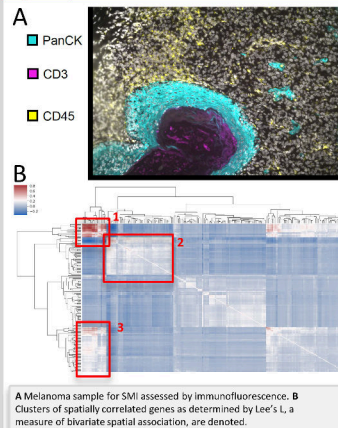 A
PanCK
CD3
CD45
B
1
2
3
A Melanoma sample for SMI assessed by immunofluorescence. B
Clusters of spatially correlated genes as determined by Lee's L, a
measure of bivariate spatial association, are denoted.